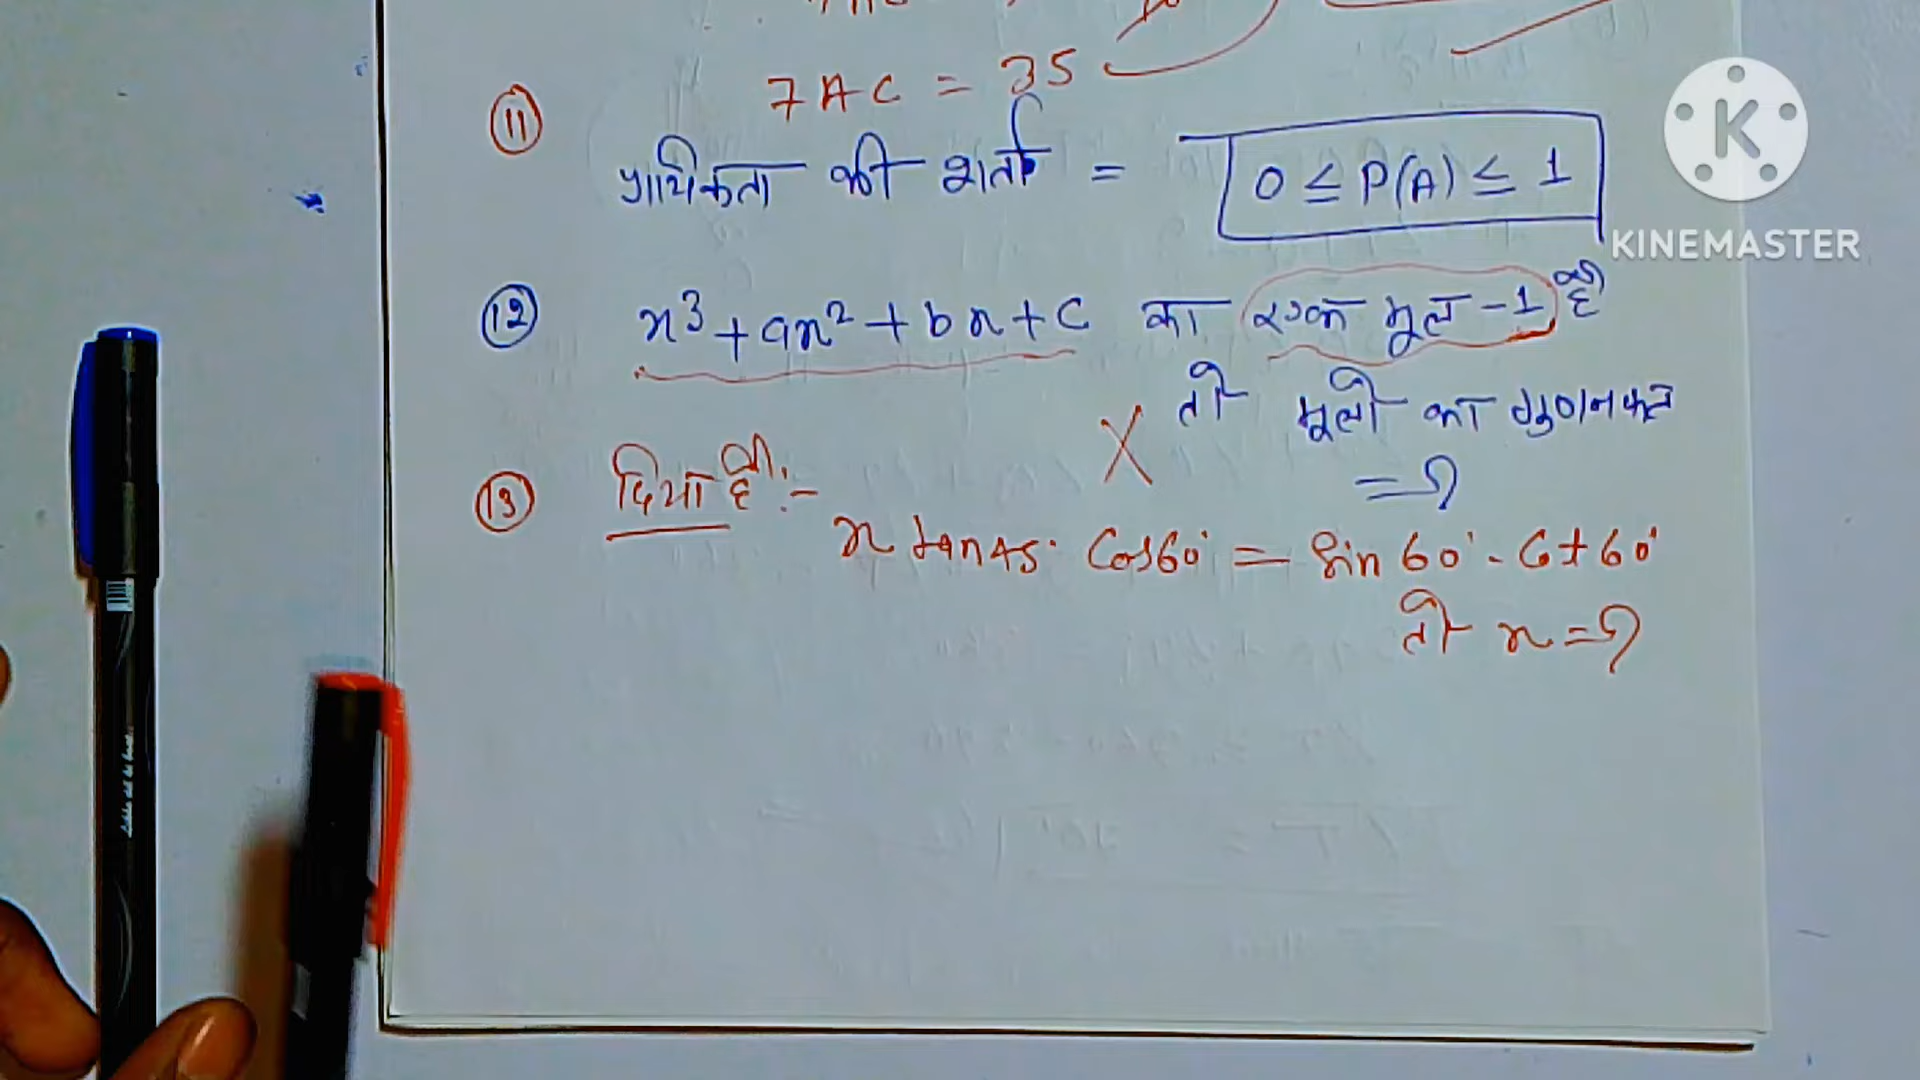 7AC = 35
(11)
प्रायिकता की शर्त = 0 ≤ P(A) ≤ 1
KINEMASTER
(12) x³ + ax² + bx + c का एक मूल -1 है
तो मूलों का गुणनफल
= ?
(13) दिया है :-
x tan45° cos60° = sin 60° . cot 60°
तो x = ?